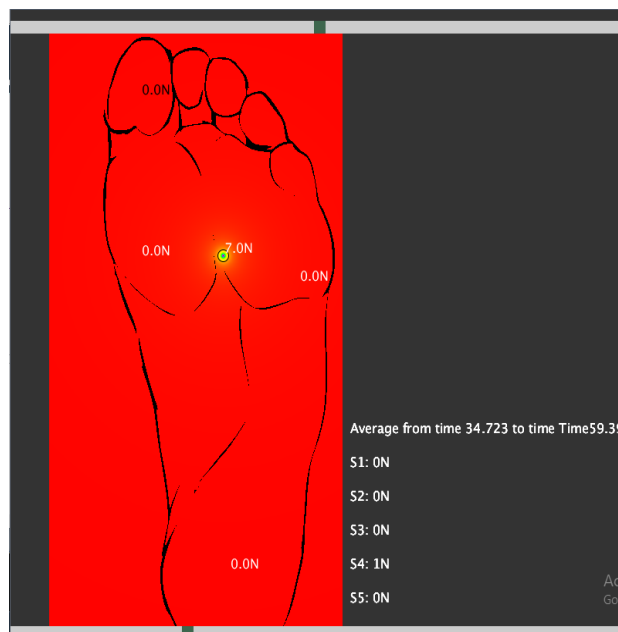 0.0N
0.0N
7.0N
0.0N
0.0N
Average from time 34.723 to time Time59.39
S1: 0N
S2: 0N
S3: 0N
S4: 1N
S5: 0N
Go